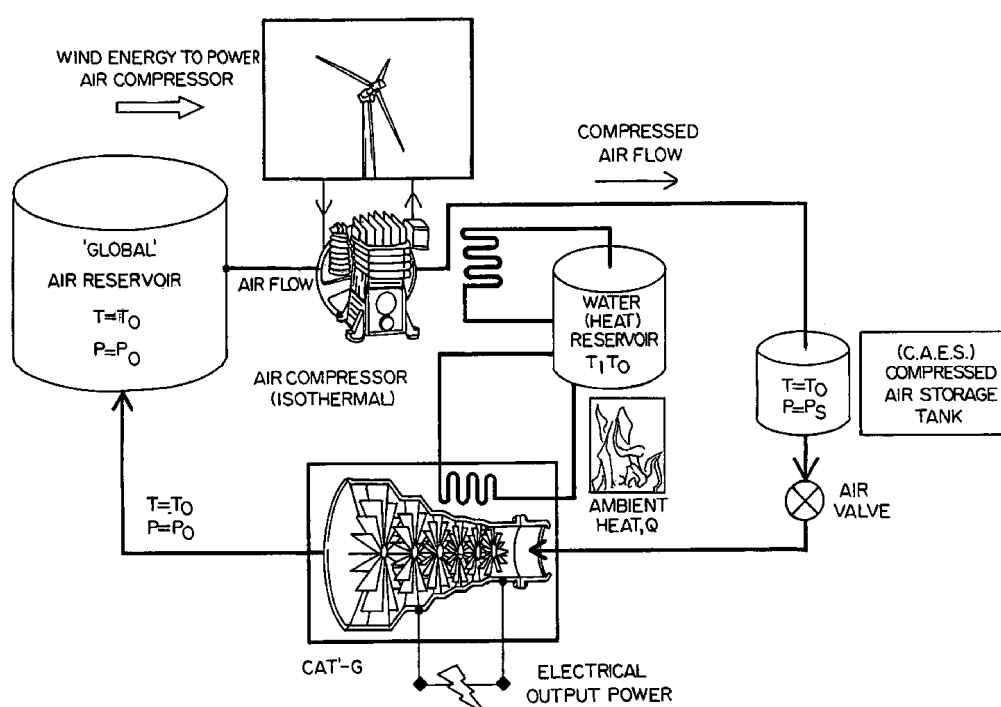 WIND ENERGY TO POWER
AIR COMPRESSOR
COMPRESSED
AIR FLOW
'GLOBAL'
AIR RESERVOIR
T=T0
P=P0
AIR FLOW
AIR COMPRESSOR
(ISOTHERMAL)
WATER
(HEAT)
RESERVOIR
T1T0
T=T0
P=PS
(C.A.E.S.)
COMPRESSED
AIR STORAGE
TANK
AMBIENT
HEAT,Q
AIR
VALVE
T=T0
P=P0
CAT'-G
ELECTRICAL
OUTPUT POWER